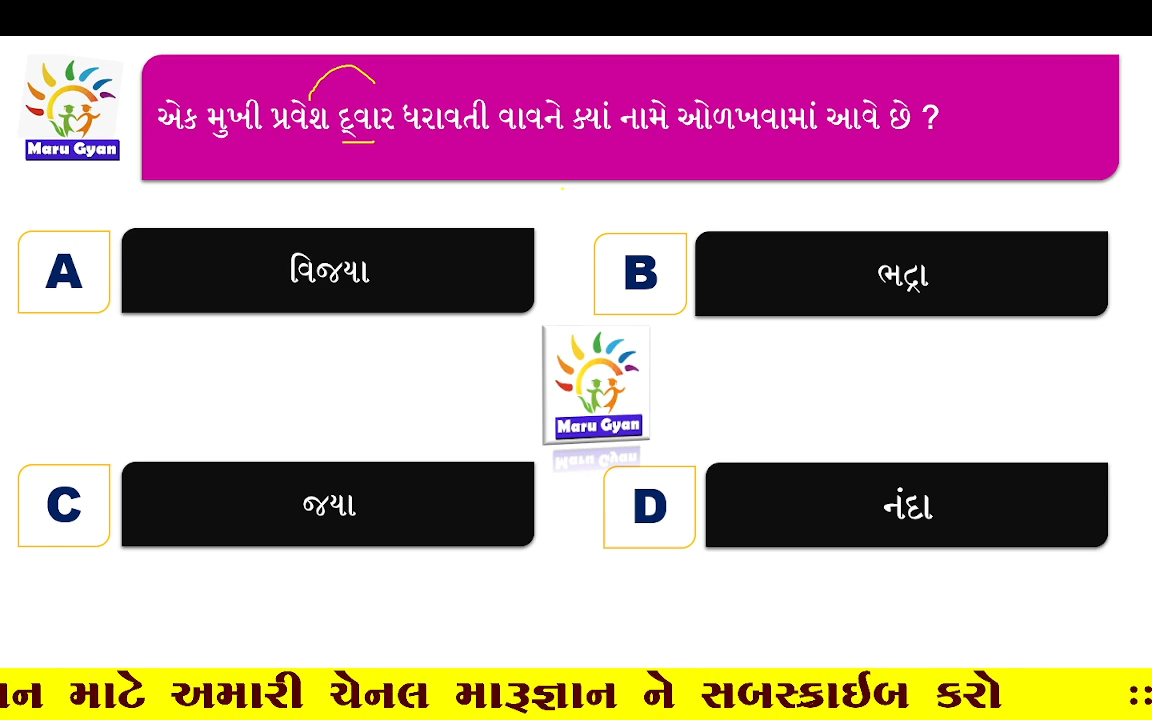 Maru Gyan
એક મુખી પ્રવેશ દ્વાર ધરાવતી વાવને ક્યાં નામે ઓળખવામાં આવે છે ?
A
વિજયા
B
ભદ્રા
Maru Gyan
C
જયા
D
નંદા
માટે અમારી ચેનલ મારૂજ્ઞાન ને સબસ્ક્રાઈબ કરો ::